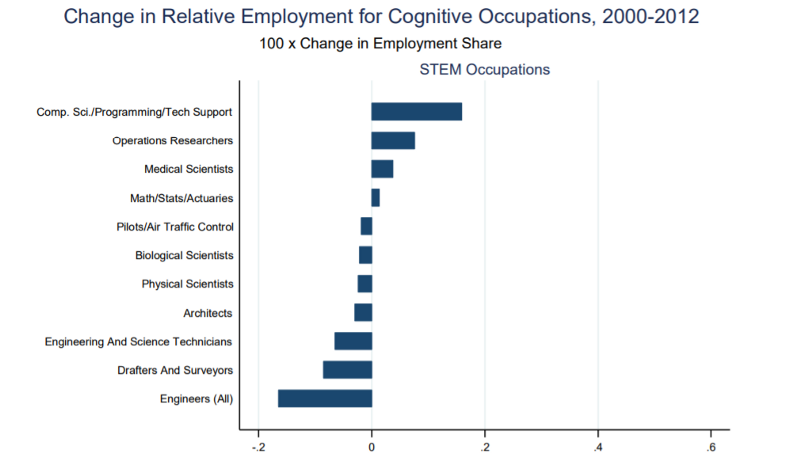 Change in Relative Employment for Cognitive Occupations, 2000-2012
100 x Change in Employment Share
STEM Occupations
Comp. Sci./Programming/Tech Support
Operations Researchers
Medical Scientists
Math/Stats/Actuaries
Pilots/Air Traffic Control
Biological Scientists
Physical Scientists
Architects
Engineering And Science Technicians
Drafters And Surveyors
Engineers (All)
-.2 0 .2 .4 .6